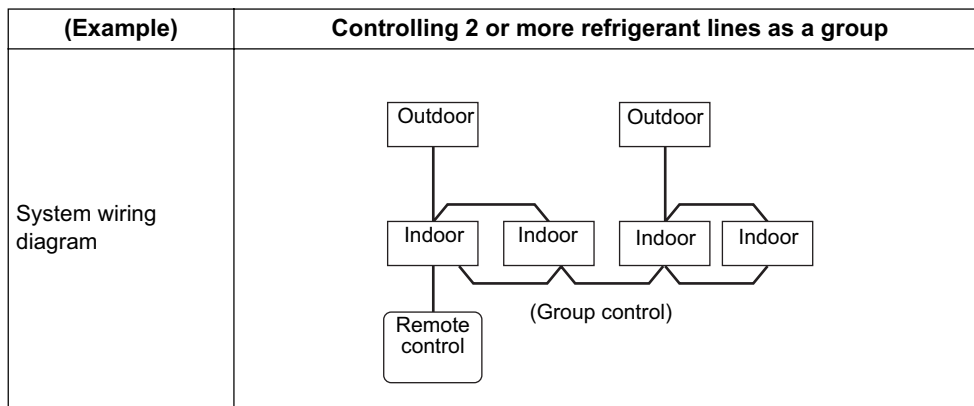 (Example)
Controlling 2 or more refrigerant lines as a group
System wiring
diagram
Outdoor
Outdoor
Indoor
Indoor
Indoor
Indoor
(Group control)
Remote
control